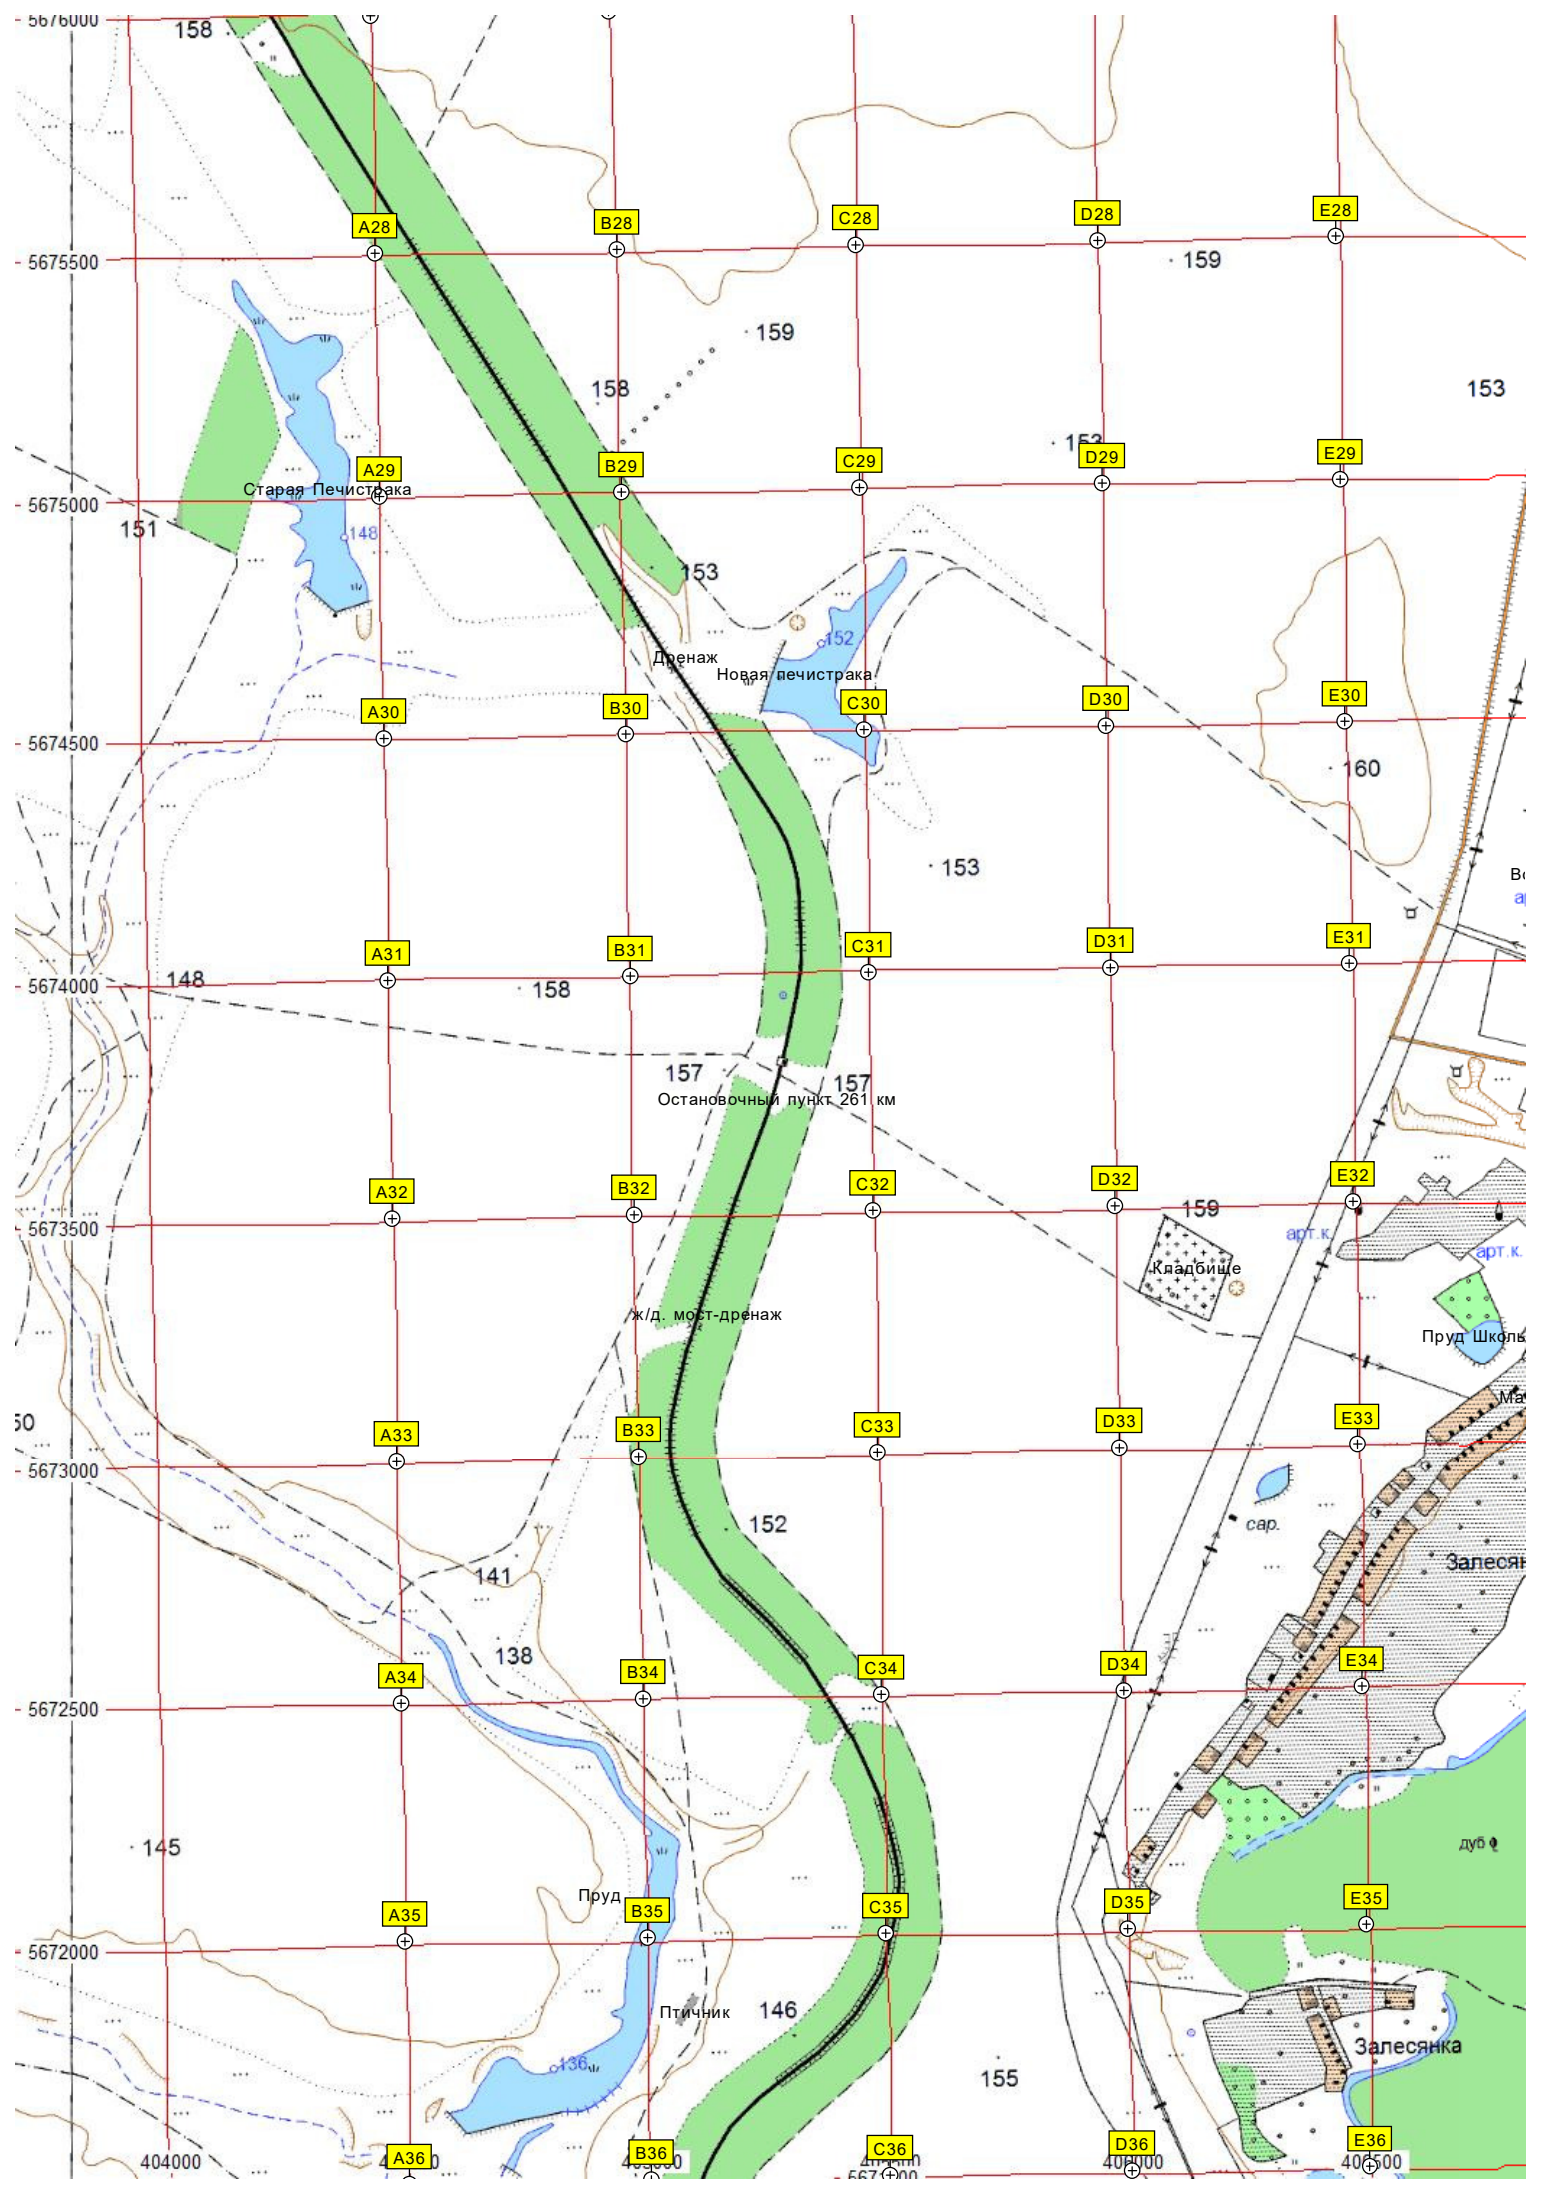 5676000
158
A28
B28
C28
D28
E28
5675500
159
159
158
153
153
A29
B29
C29
D29
E29
Старая Печистрака
5675000
151
148
153
152
Дренаж
Новая печистрака
A30
B30
C30
D30
E30
5674500
160
153
A31
B31
C31
D31
E31
5674000
148
158
157
157
Остановочный пункт 261 км
A32
B32
C32
D32
E32
5673500
159
арт.к.
арт.к.
Кладбище
ж/д. мост-дренаж
Пруд Школь
Ма
50
A33
B33
C33
D33
E33
5673000
152
сар.
Залесян
141
138
A34
B34
C34
D34
E34
5672500
145
дуб
Пруд
A35
B35
C35
D35
E35
5672000
Птичник
146
Залесянка
136
155
A36
B36
C36
D36
E36
404000